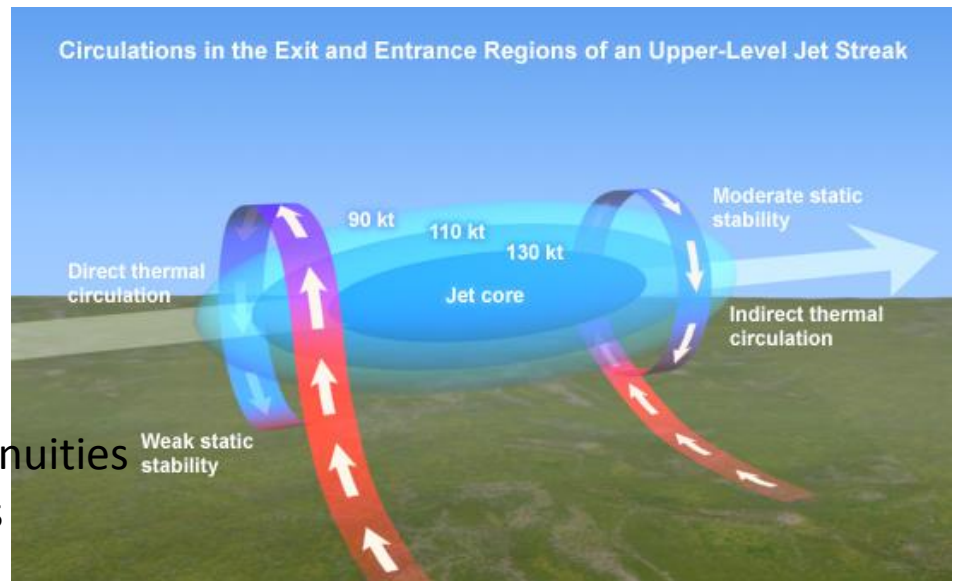 Circulations in the Exit and Entrance Regions of an Upper-Level Jet Streak
90 kt
110 kt
130 kt
Jet core
Moderate static
stability
Direct thermal
circulation
Indirect thermal
circulation
Weak static
stability